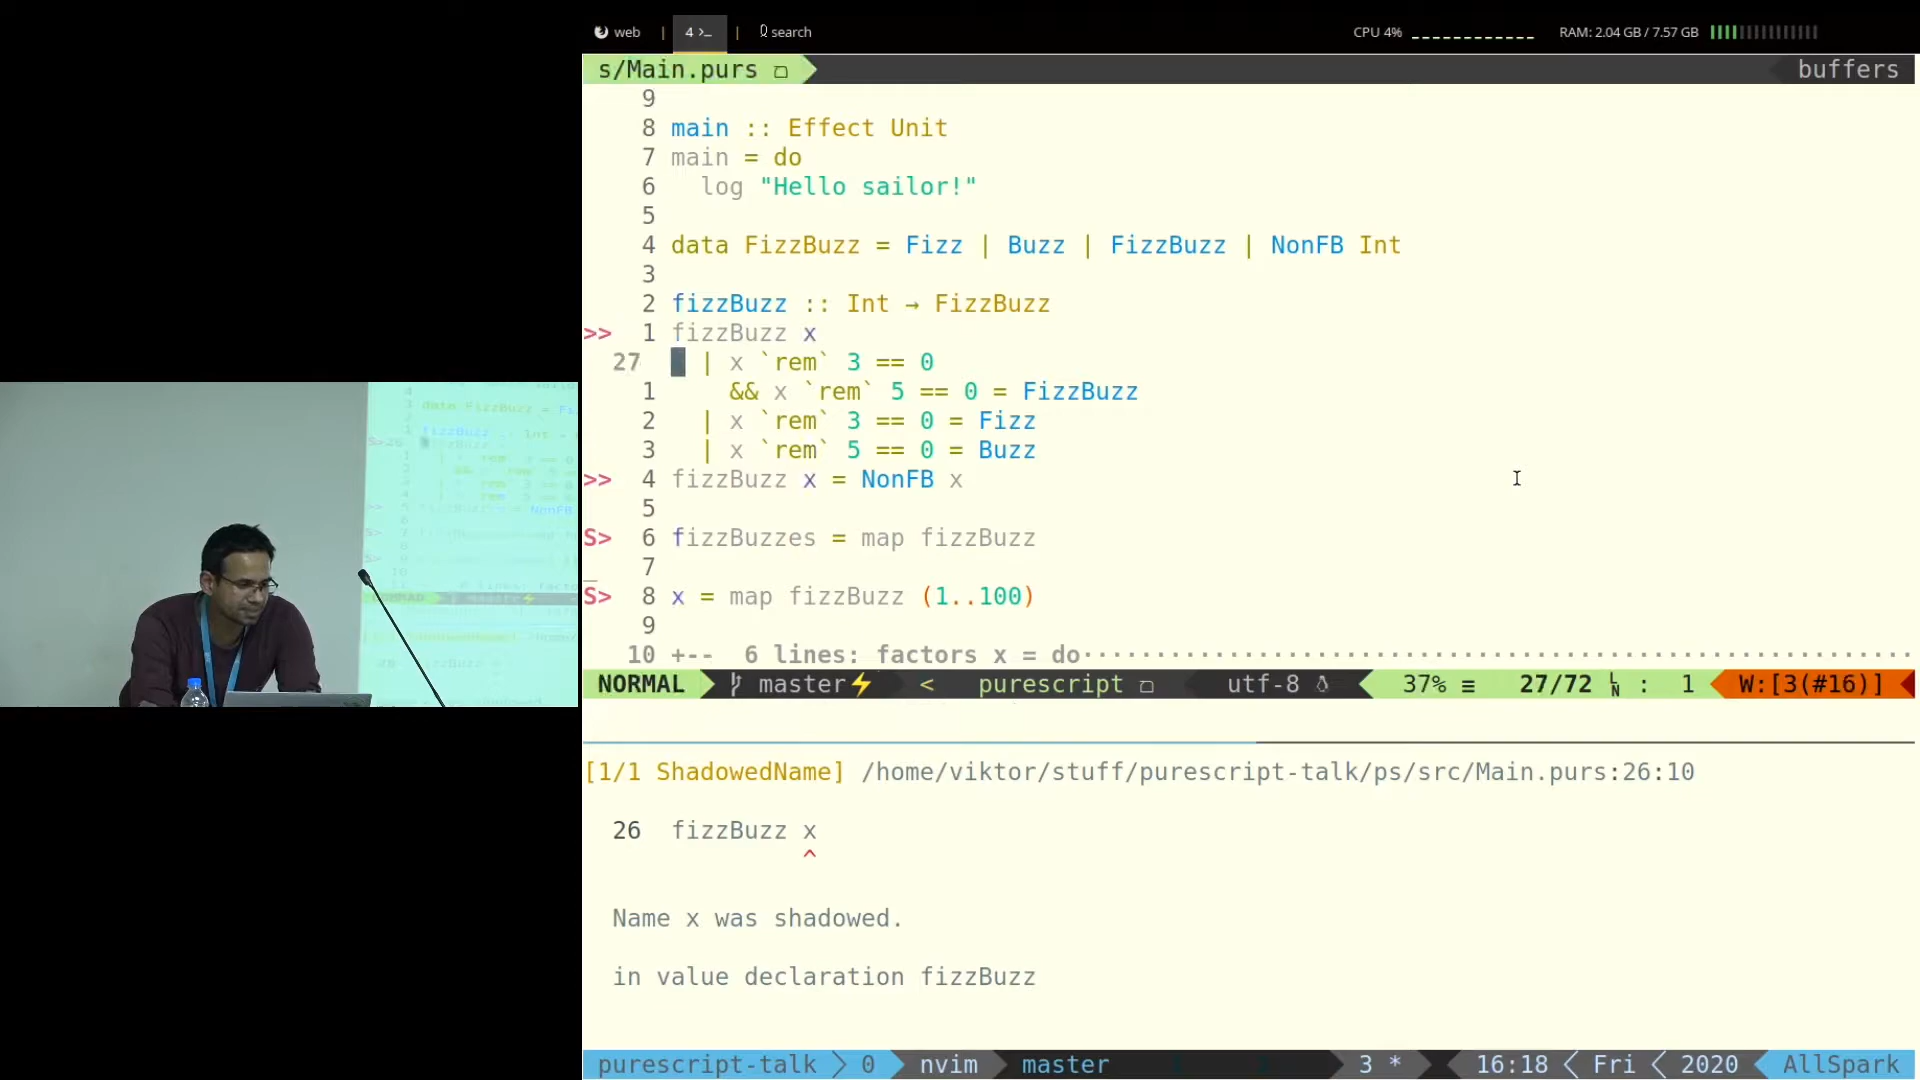 web | 4 >_ | search CPU 4% RAM: 2.04 GB / 7.57 GB
s/Main.purs buffers
9
8 main :: Effect Unit
7 main = do
6 log "Hello sailor!"
5
4 data FizzBuzz = Fizz | Buzz | FizzBuzz | NonFB Int
3
2 fizzBuzz :: Int → FizzBuzz
>> 1 fizzBuzz x
27 | x `rem` 3 == 0
1 && x `rem` 5 == 0 = FizzBuzz
2 | x `rem` 3 == 0 = Fizz
3 | x `rem` 5 == 0 = Buzz
>> 4 fizzBuzz x = NonFB x
5
S> 6 fizzBuzzes = map fizzBuzz
7
S> 8 x = map fizzBuzz (1..100)
9
10 +-- 6 lines: factors x = do
NORMAL master⚡ < purescript utf-8 37% ≡ 27/72 LN : 1 W:[3(#16)]
[1/1 ShadowedName] /home/viktor/stuff/purescript-talk/ps/src/Main.purs:26:10
26 fizzBuzz x
^
Name x was shadowed.
in value declaration fizzBuzz
purescript-talk 0 nvim master 3 * 16:18 < Fri < 2020 AllSpark